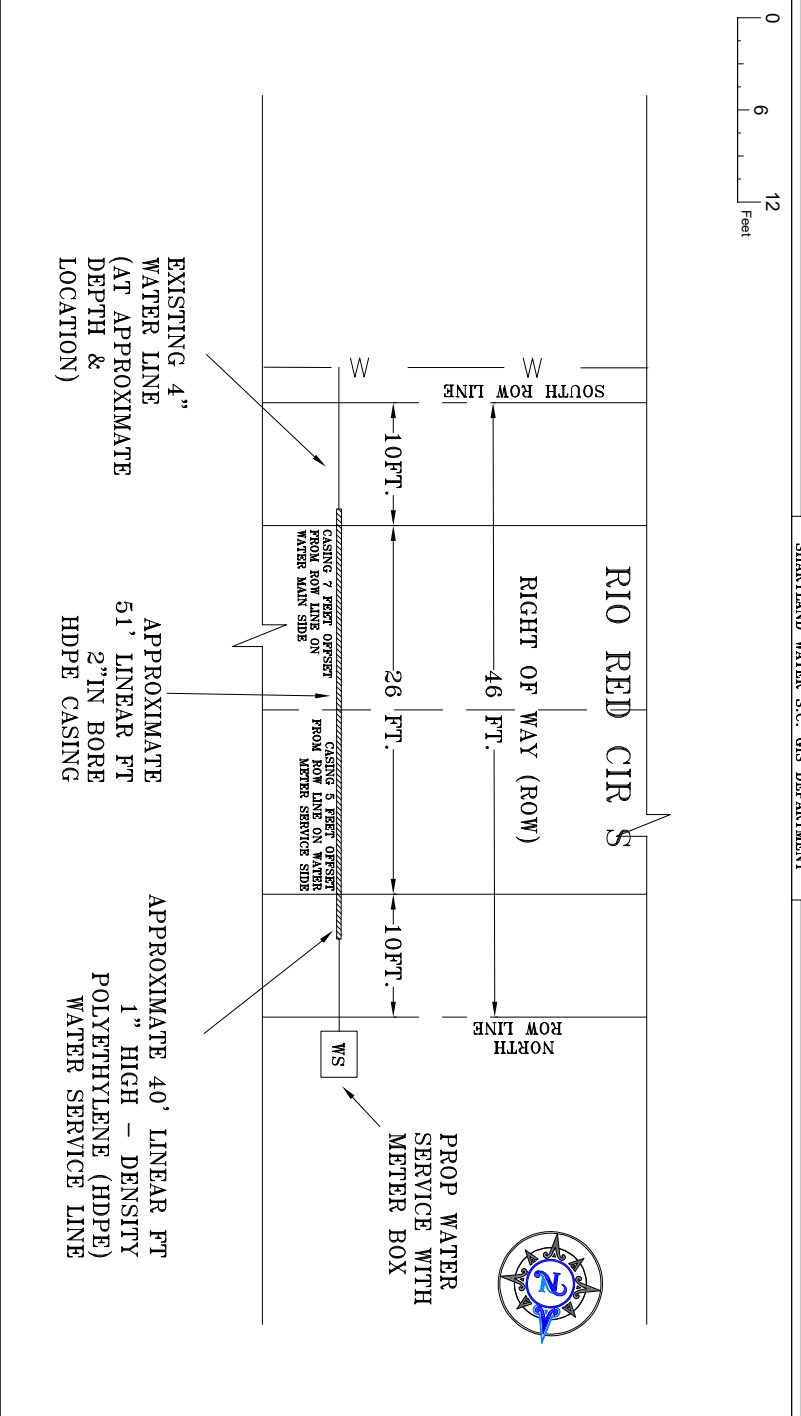 SHARYLAND WATER S.C. GIS DEPARTMENT
0
6
12
Feet
RIO RED CIR S
RIGHT OF WAY (ROW)
46 FT.
SOUTH ROW LINE
NORTH
ROW LINE
W
W
10FT.
26 FT.
10FT.
CASING 7 FEET OFFSET
FROM ROW LINE ON
WATER MAIN SIDE
CASING 5 FEET OFFSET
FROM ROW LINE ON WATER
METER SERVICE SIDE
WS
N
PROP WATER
SERVICE WITH
METER BOX
EXISTING 4"
WATER LINE
(AT APPROXIMATE
DEPTH &
LOCATION)
APPROXIMATE
51' LINEAR FT
2"IN BORE
HDPE CASING
APPROXIMATE 40' LINEAR FT
1" HIGH - DENSITY
POLYETHYLENE (HDPE)
WATER SERVICE LINE